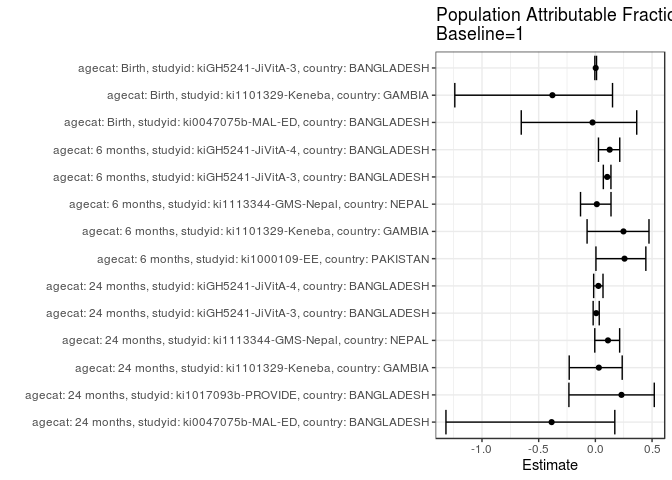 Population Attributable Fractio
Baseline=1
agecat: Birth, studyid: kiGH5241-JiVitA-3, country: BANGLADESH
agecat: Birth, studyid: ki1101329-Keneba, country: GAMBIA
agecat: Birth, studyid: ki0047075b-MAL-ED, country: BANGLADESH
agecat: 6 months, studyid: kiGH5241-JiVitA-4, country: BANGLADESH
agecat: 6 months, studyid: kiGH5241-JiVitA-3, country: BANGLADESH
agecat: 6 months, studyid: ki1113344-GMS-Nepal, country: NEPAL
agecat: 6 months, studyid: ki1101329-Keneba, country: GAMBIA
agecat: 6 months, studyid: ki1000109-EE, country: PAKISTAN
agecat: 24 months, studyid: kiGH5241-JiVitA-4, country: BANGLADESH
agecat: 24 months, studyid: kiGH5241-JiVitA-3, country: BANGLADESH
agecat: 24 months, studyid: ki1113344-GMS-Nepal, country: NEPAL
agecat: 24 months, studyid: ki1101329-Keneba, country: GAMBIA
agecat: 24 months, studyid: ki1017093b-PROVIDE, country: BANGLADESH
agecat: 24 months, studyid: ki0047075b-MAL-ED, country: BANGLADESH
-1.0 -0.5 0.0 0.5
Estimate